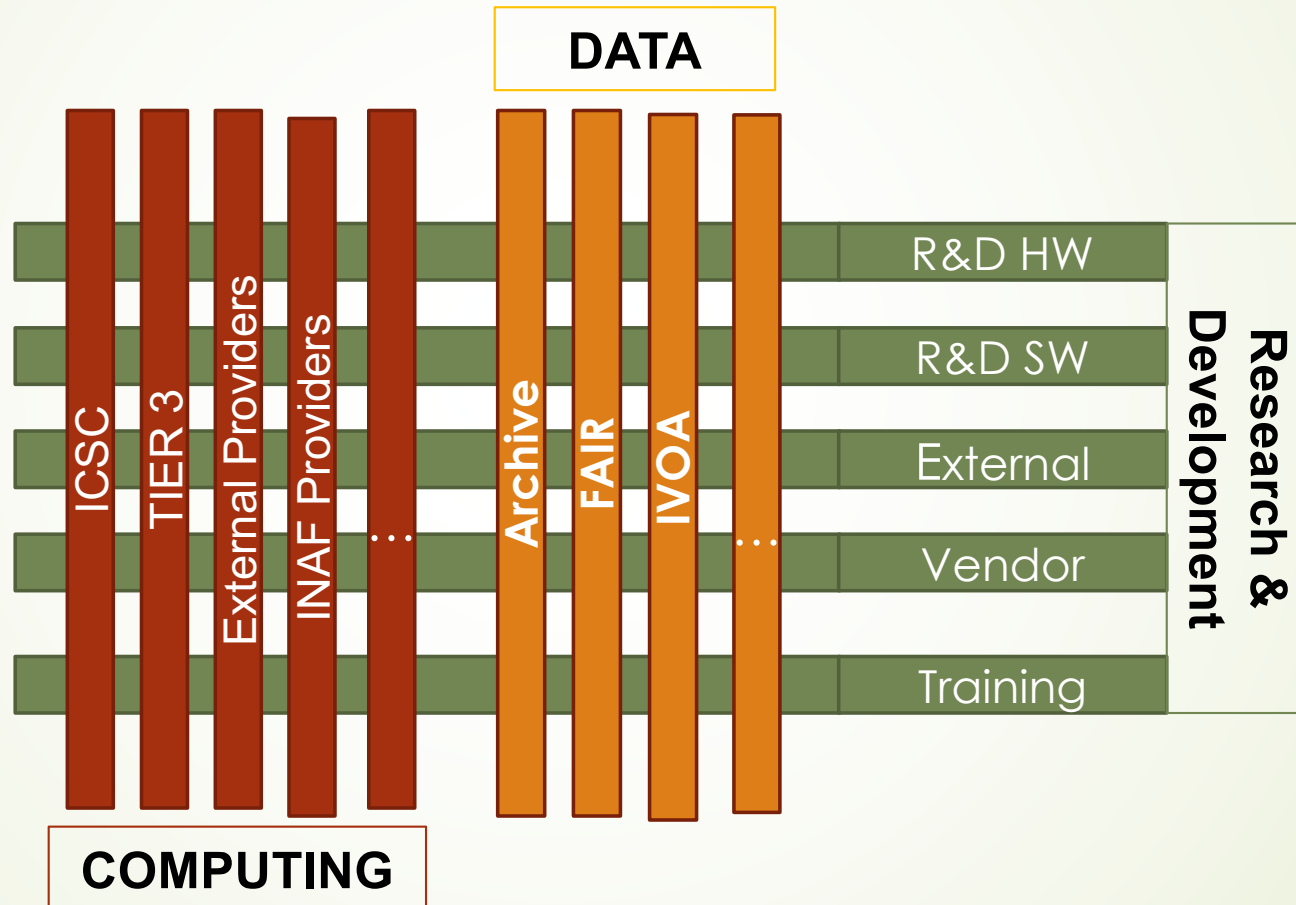 DATA
ICSC
TIER 3
External Providers
INAF Providers
...
Archive
FAIR
IVOA
...
R&D HW
R&D SW
External
Vendor
Training
Research &
Development
COMPUTING